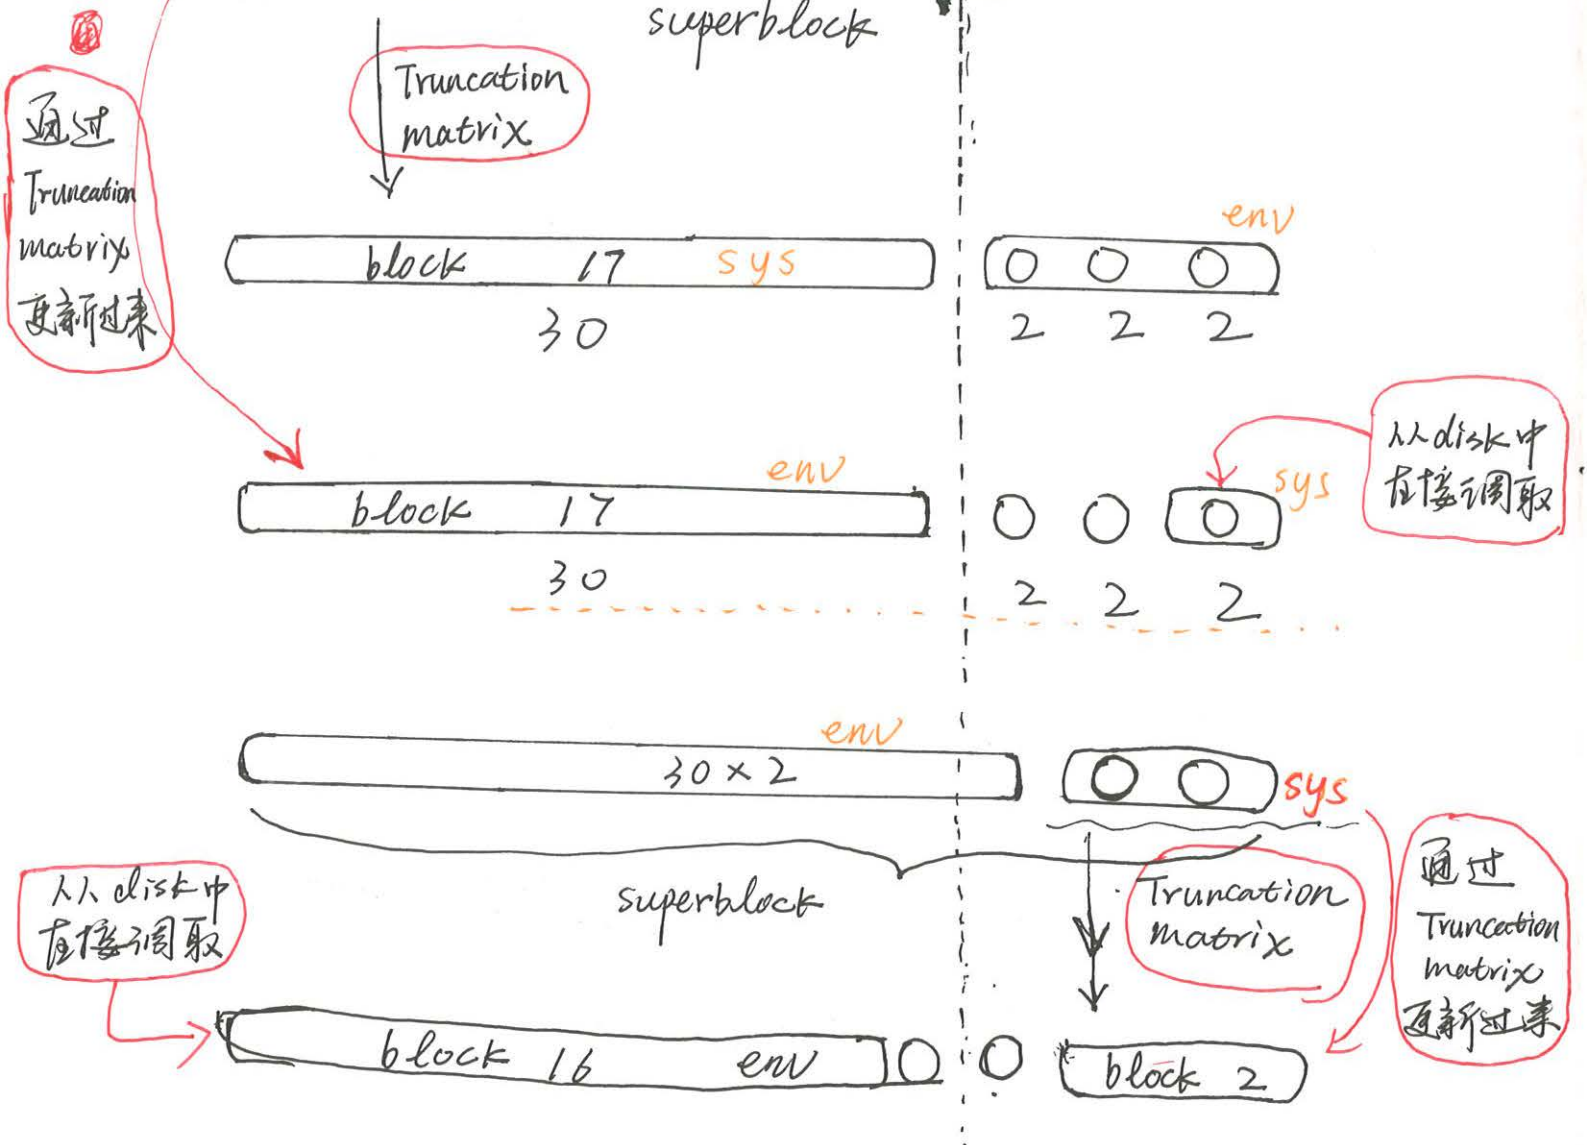 superblock
Truncation
matrix
通过
Truncation
matrix
更新过来
env
block 17 sys
30
2 2 2
从disk中
直接调取
env
sys
block 17
30
2 2 2
env
30×2
sys
superblock
从disk中
直接调取
Truncation
matrix
通过
Truncation
matrix
更新过来
block 16 env
block 2